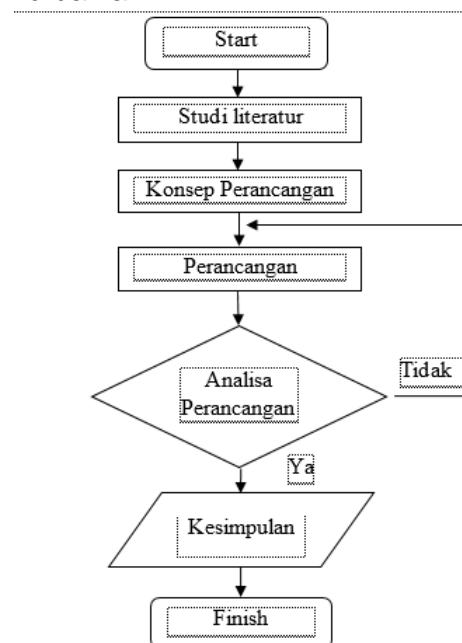 Start
Studi literatur
Konsep Perancangan
Perancangan
Analisa
Perancangan
Tidak
Ya
Kesimpulan
Finish